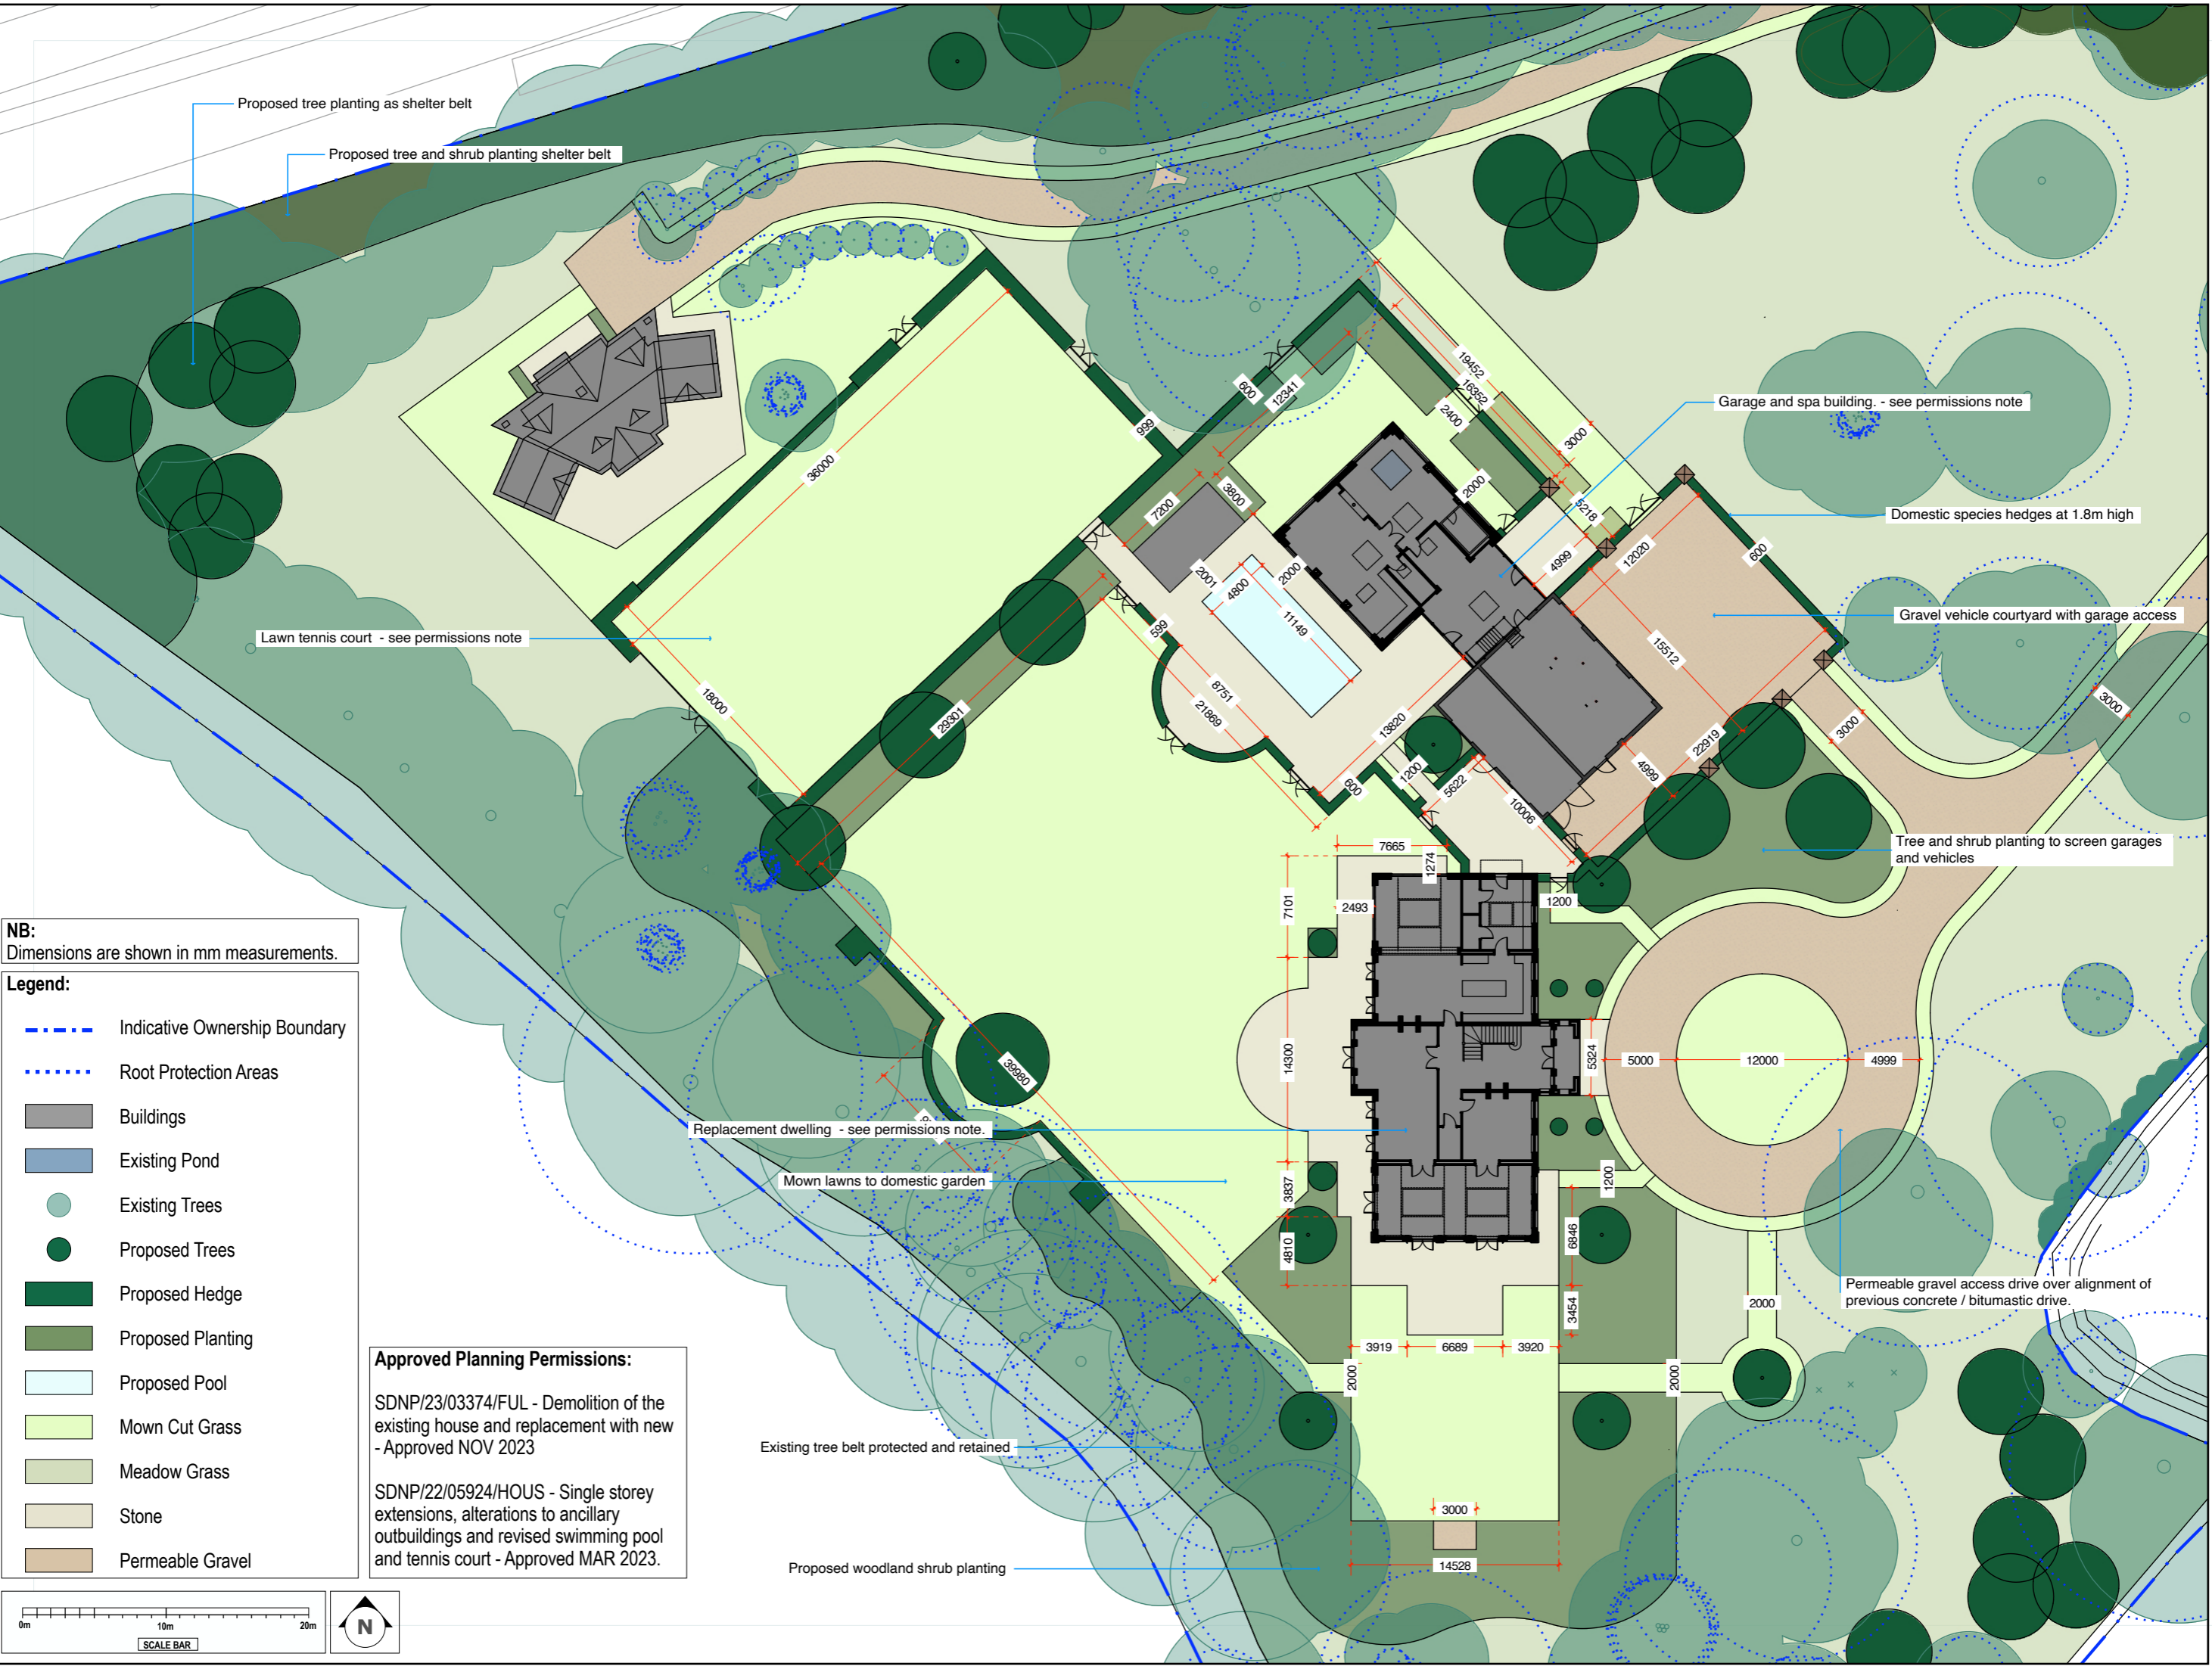 Proposed tree planting as shelter belt
Proposed tree and shrub planting shelter belt
19452
16352
600
12341
2400
Garage and spa building. - see permissions note
999
3000
36000
3800
2000
7200
5218
Domestic species hedges at 1.8m high
4999
12020
600
2001
4800
2000
Gravel vehicle courtyard with garage access
11149
599
Lawn tennis court - see permissions note
15512
8751
21869
18000
29301
3000
3000
13820
22919
1200
4999
600
5622
10006
7665
1274
Tree and shrub planting to screen garages
and vehicles
7101
2493
1200
NB:
Dimensions are shown in mm measurements.
Legend:
Indicative Ownership Boundary
Root Protection Areas
Buildings
Existing Pond
Existing Trees
Proposed Trees
Proposed Hedge
Proposed Planting
Proposed Pool
Mown Cut Grass
Meadow Grass
Stone
Permeable Gravel
14300
39980
5324
5000
12000
4999
Replacement dwelling - see permissions note.
Mown lawns to domestic garden
3837
1200
4810
6846
3454
Permeable gravel access drive over alignment of
previous concrete / bitumastic drive.
2000
3919
6689
3920
2000
2000
Approved Planning Permissions:
SDNP/23/03374/FUL - Demolition of the
existing house and replacement with new
- Approved NOV 2023
SDNP/22/05924/HOUS - Single storey
extensions, alterations to ancillary
outbuildings and revised swimming pool
and tennis court - Approved MAR 2023.
Existing tree belt protected and retained
3000
14528
Proposed woodland shrub planting
0m
10m
20m
SCALE BAR
N